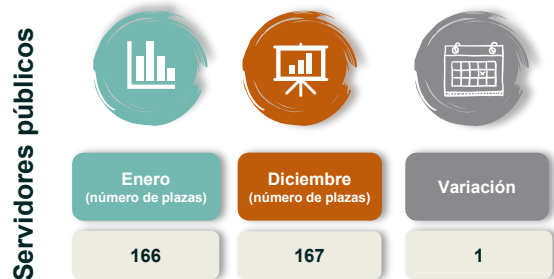 Servidores públicos
Enero
(número de plazas)
Diciembre
(número de plazas)
Variación
166
167
1